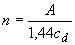 n = A / 1,44c_d